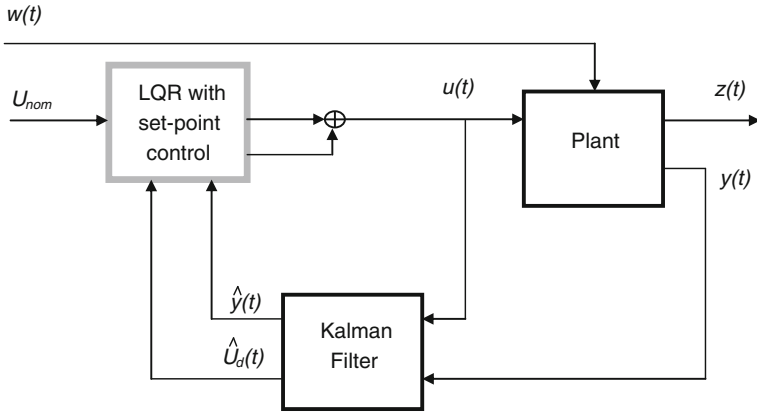 w(t)
U_nom
LQR with
set-point
control
u(t)
Plant
z(t)
y(t)
ŷ(t)
Û_d(t)
Kalman
Filter